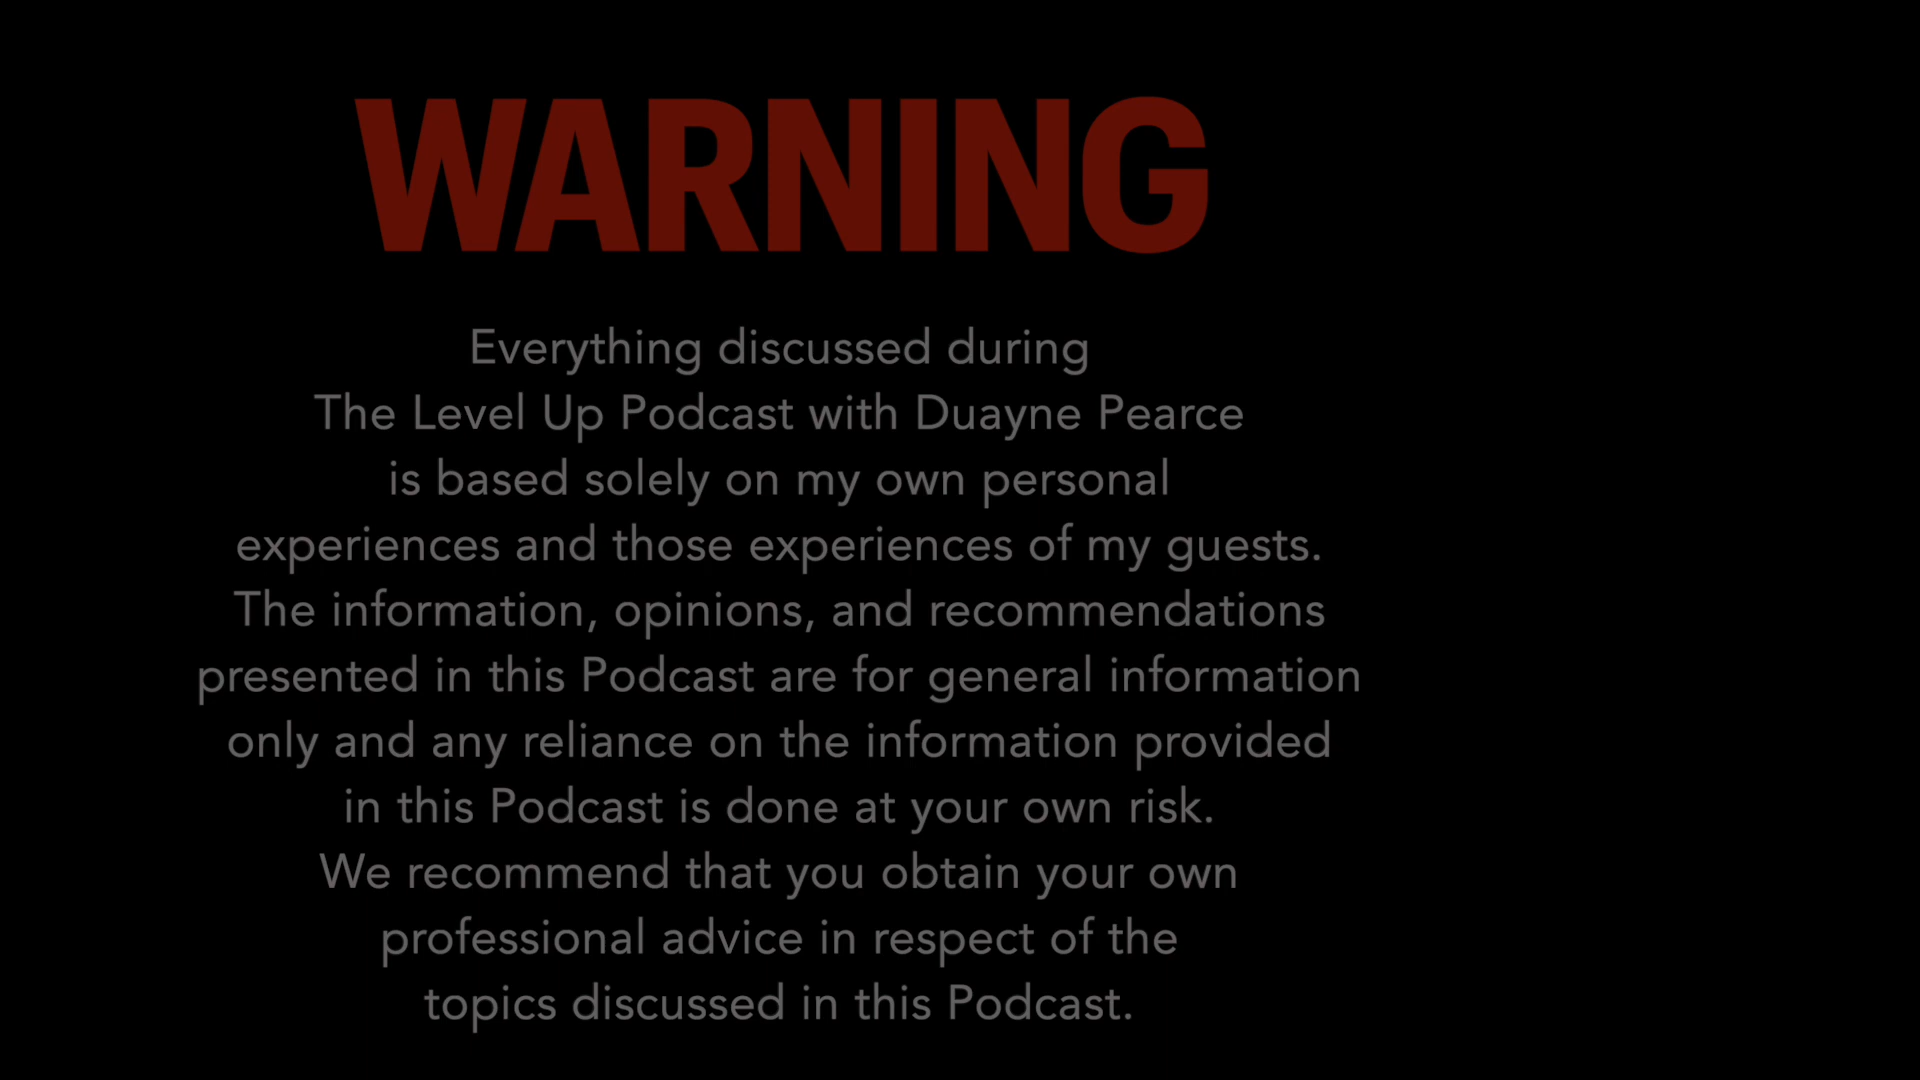 WARNING
Everything discussed during
The Level Up Podcast with Duayne Pearce
is based solely on my own personal
experiences and those experiences of my guests.
The information, opinions, and recommendations
presented in this Podcast are for general information
only and any reliance on the information provided
in this Podcast is done at your own risk.
We recommend that you obtain your own
professional advice in respect of the
topics discussed in this Podcast.